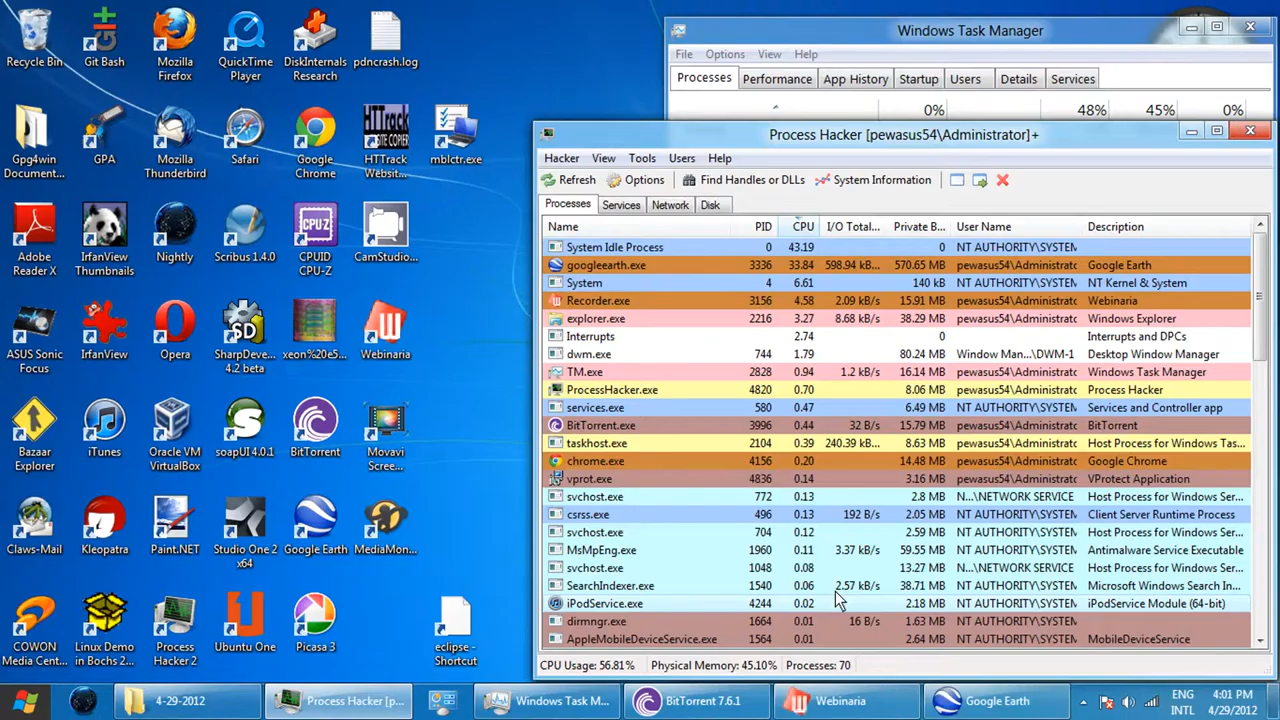 Recycle Bin
Git Bash
Mozilla
Firefox
QuickTime
Player
DiskInternals
Research
pdncrash.log
Gpg4win
Document...
GPA
Mozilla
Thunderbird
Safari
Google
Chrome
HTTrack
SITE COPIER
HTTrack
Websit...
mblctr.exe
Adobe
Reader X
IrfanView
Thumbnails
Nightly
Scribus 1.4.0
CPU-Z
CPUID
CPU-Z
CamStudio...
ASUS Sonic
Focus
IrfanView
Opera
SD
SharpDeve...
4.2 beta
xeon%20e5...
Webinaria
Bazaar
Explorer
iTunes
Oracle VM
VirtualBox
soapUI 4.0.1
BitTorrent
Movavi
Scree...
Claws-Mail
Kleopatra
Paint.NET
Studio One 2
x64
Google Earth
MediaMon...
COWON
Media Cent...
Linux Demo
in Bochs 2...
Process
Hacker 2
Ubuntu One
Picasa 3
eclipse -
Shortcut
Windows Task Manager
File Options View Help
Processes Performance App History Startup Users Details Services
0% 48% 45% 0%
Process Hacker [pewasus54\Administrator]+
Hacker View Tools Users Help
Refresh Options Find Handles or DLLs System Information
Processes Services Network Disk
Name PID CPU I/O Total... Private B... User Name Description
System Idle Process 0 43.19 0 NT AUTHORITY\SYSTEM
googleearth.exe 3336 33.84 598.94 kB... 570.65 MB pewasus54\Administratc Google Earth
System 4 6.61 140 kB NT AUTHORITY\SYSTEM NT Kernel & System
Recorder.exe 3156 4.58 2.09 kB/s 15.91 MB pewasus54\Administratc Webinaria
explorer.exe 2216 3.27 8.68 kB/s 38.29 MB pewasus54\Administratc Windows Explorer
Interrupts 2.74 0 Interrupts and DPCs
dwm.exe 744 1.79 80.24 MB Window Man...\DWM-1 Desktop Window Manager
TM.exe 2828 0.94 1.2 kB/s 16.14 MB pewasus54\Administratc Windows Task Manager
ProcessHacker.exe 4820 0.70 8.06 MB pewasus54\Administratc Process Hacker
services.exe 580 0.47 6.49 MB NT AUTHORITY\SYSTEM Services and Controller app
BitTorrent.exe 3996 0.44 32 B/s 15.79 MB pewasus54\Administratc BitTorrent
taskhost.exe 2104 0.39 240.39 kB... 8.63 MB pewasus54\Administratc Host Process for Windows Tas...
chrome.exe 4156 0.20 14.48 MB pewasus54\Administratc Google Chrome
vprot.exe 4836 0.14 3.16 MB pewasus54\Administratc VProtect Application
svchost.exe 772 0.13 2.8 MB N...\NETWORK SERVICE Host Process for Windows Ser...
csrss.exe 496 0.13 192 B/s 2.05 MB NT AUTHORITY\SYSTEM Client Server Runtime Process
svchost.exe 704 0.12 2.59 MB NT AUTHORITY\SYSTEM Host Process for Windows Ser...
MsMpEng.exe 1960 0.11 3.37 kB/s 59.55 MB NT AUTHORITY\SYSTEM Antimalware Service Executable
svchost.exe 1048 0.08 13.27 MB N...\NETWORK SERVICE Host Process for Windows Ser...
SearchIndexer.exe 1540 0.06 2.57 kB/s 38.71 MB NT AUTHORITY\SYSTEM Microsoft Windows Search In...
iPodService.exe 4244 0.02 2.18 MB NT AUTHORITY\SYSTEM iPodService Module (64-bit)
dirmngr.exe 1664 0.01 16 B/s 1.63 MB NT AUTHORITY\SYSTEM
AppleMobileDeviceService.exe 1564 0.01 2.64 MB NT AUTHORITY\SYSTEM MobileDeviceService
CPU Usage: 56.81% Physical Memory: 45.10% Processes: 70
4-29-2012 Process Hacker [p... Windows Task M... BitTorrent 7.6.1 Webinaria Google Earth
ENG
INTL
4:01 PM
4/29/2012